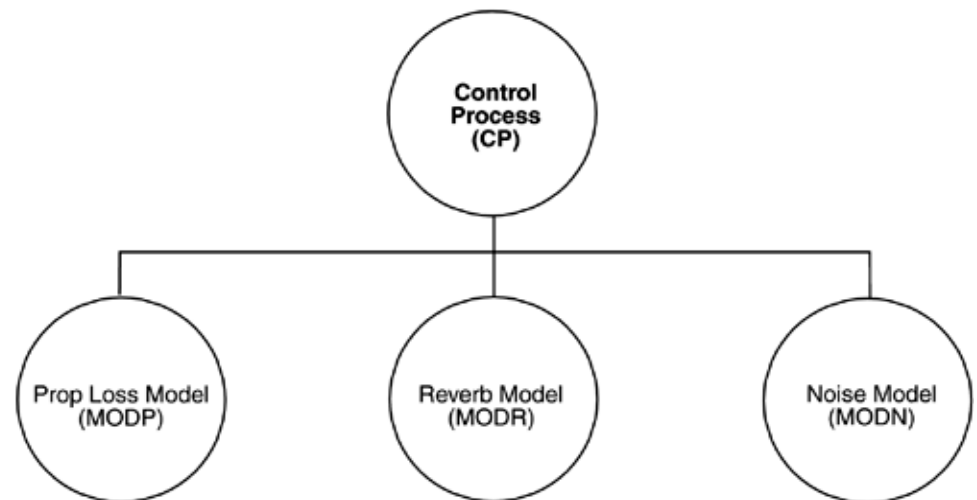 Control
Process
(CP)
Prop Loss Model
(MODP)
Reverb Model
(MODR)
Noise Model
(MODN)